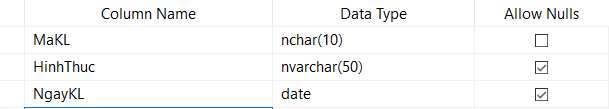 Column Name Data Type Allow Nulls
MaKL nchar(10)
HinhThuc nvarchar(50)
NgayKL date